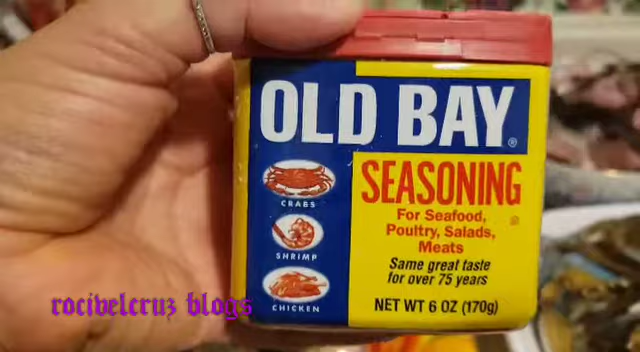 OLD BAY®
SEASONING®
For Seafood,
Poultry, Salads,
Meats
Same great taste
for over 75 years
NET WT 6 OZ (170g)
CRABS
SHRIMP
CHICKEN
rocivelcruz blogs